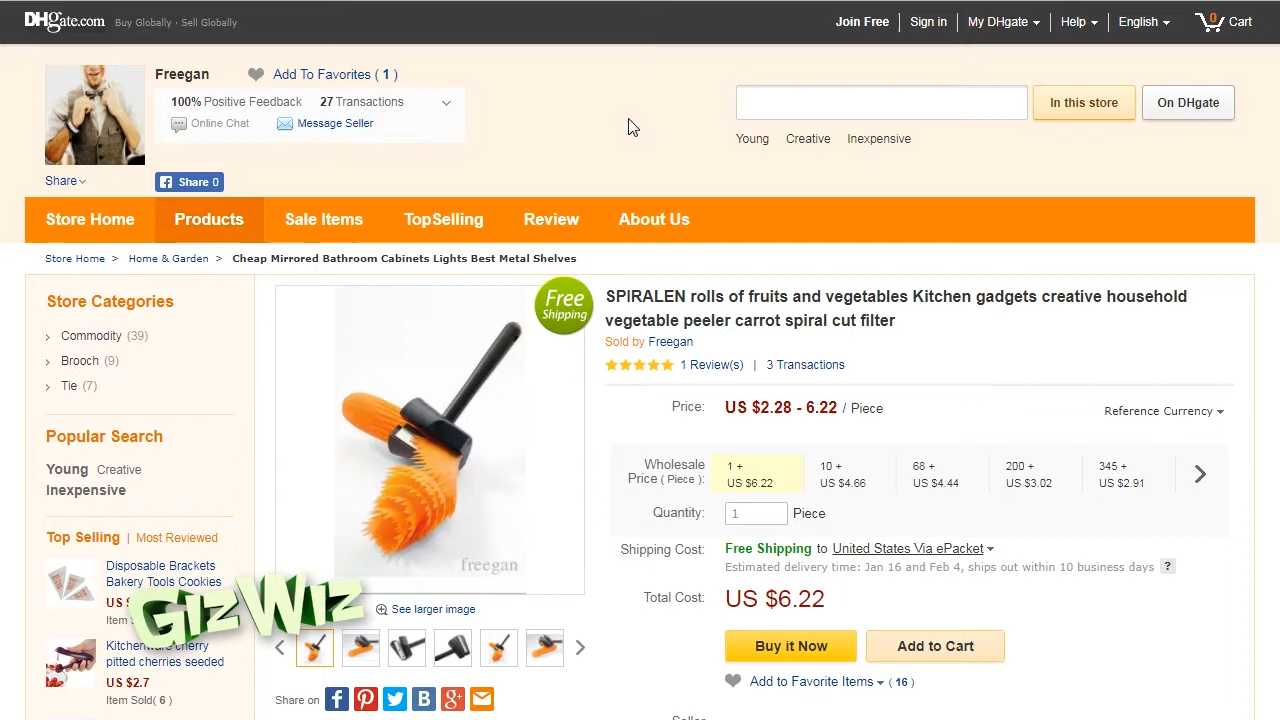 DHgate.com Buy Globally · Sell Globally
Join Free Sign in My DHgate Help English 0 Cart
Freegan Add To Favorites ( 1 )
100% Positive Feedback 27 Transactions
Online Chat Message Seller
In this store On DHgate
Young Creative Inexpensive
Share Share 0
Store Home Products Sale Items TopSelling Review About Us
Store Home > Home & Garden > Cheap Mirrored Bathroom Cabinets Lights Best Metal Shelves
Store Categories
Commodity (39)
Brooch (9)
Tie (7)
Popular Search
Young Creative
Inexpensive
Top Selling | Most Reviewed
Disposable Brackets
Bakery Tools Cookies
US $
Item
Kitchenware cherry
pitted cherries seeded
US $2.7
Item Sold( 6 )
GizWiz
Free
Shipping
freegan
See larger image
Share on
SPIRALEN rolls of fruits and vegetables Kitchen gadgets creative household
vegetable peeler carrot spiral cut filter
Sold by Freegan
1 Review(s) | 3 Transactions
Price: US $2.28 - 6.22 / Piece Reference Currency
Wholesale
Price ( Piece ):
1 + 10 + 68 + 200 + 345 +
US $6.22 US $4.66 US $4.44 US $3.02 US $2.91
Quantity: 1 Piece
Shipping Cost: Free Shipping to United States Via ePacket
Estimated delivery time: Jan 16 and Feb 4, ships out within 10 business days ?
Total Cost: US $6.22
Buy it Now Add to Cart
Add to Favorite Items ( 16 )